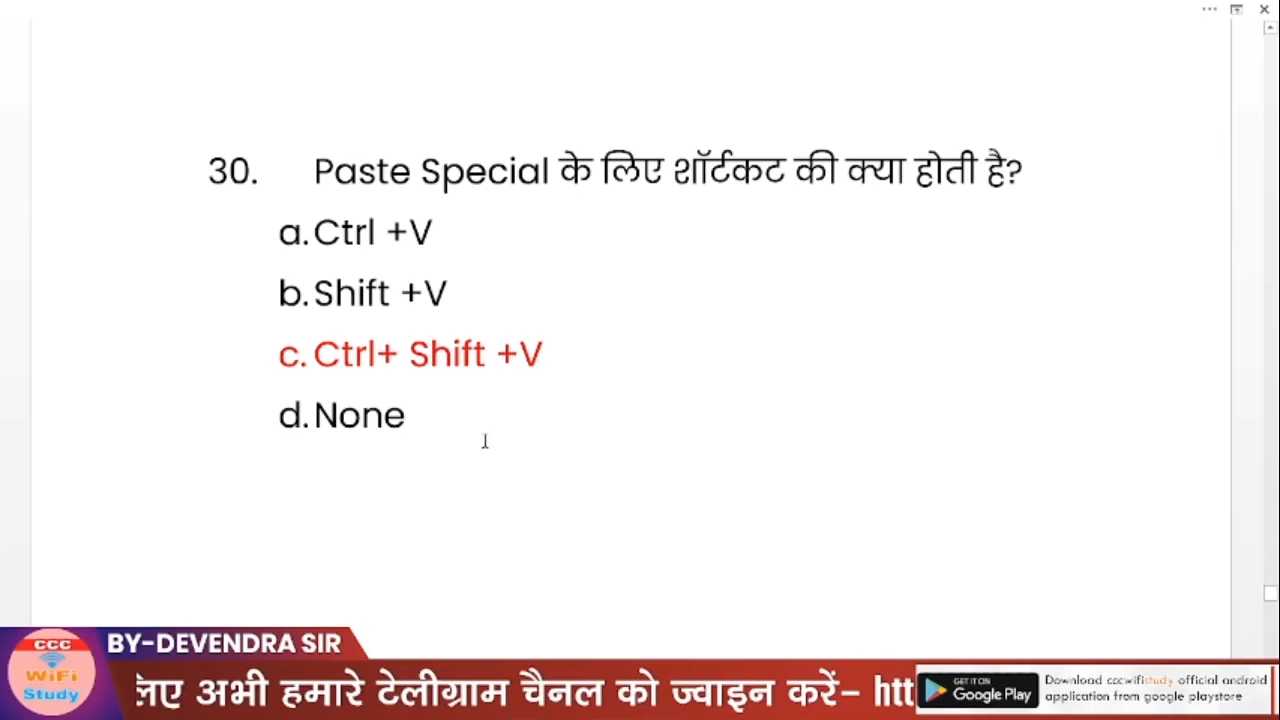 30. Paste Special के लिए शॉर्टकट की क्या होती है?
a. Ctrl +V
b. Shift +V
c. Ctrl+ Shift +V
d. None
CCC
WiFi
Study
BY-DEVENDRA SIR
लिए अभी हमारे टेलीग्राम चैनल को ज्वाइन करें– htt
GET IT ON
Google Play
Download cccwifistudy official android
application from google playstore